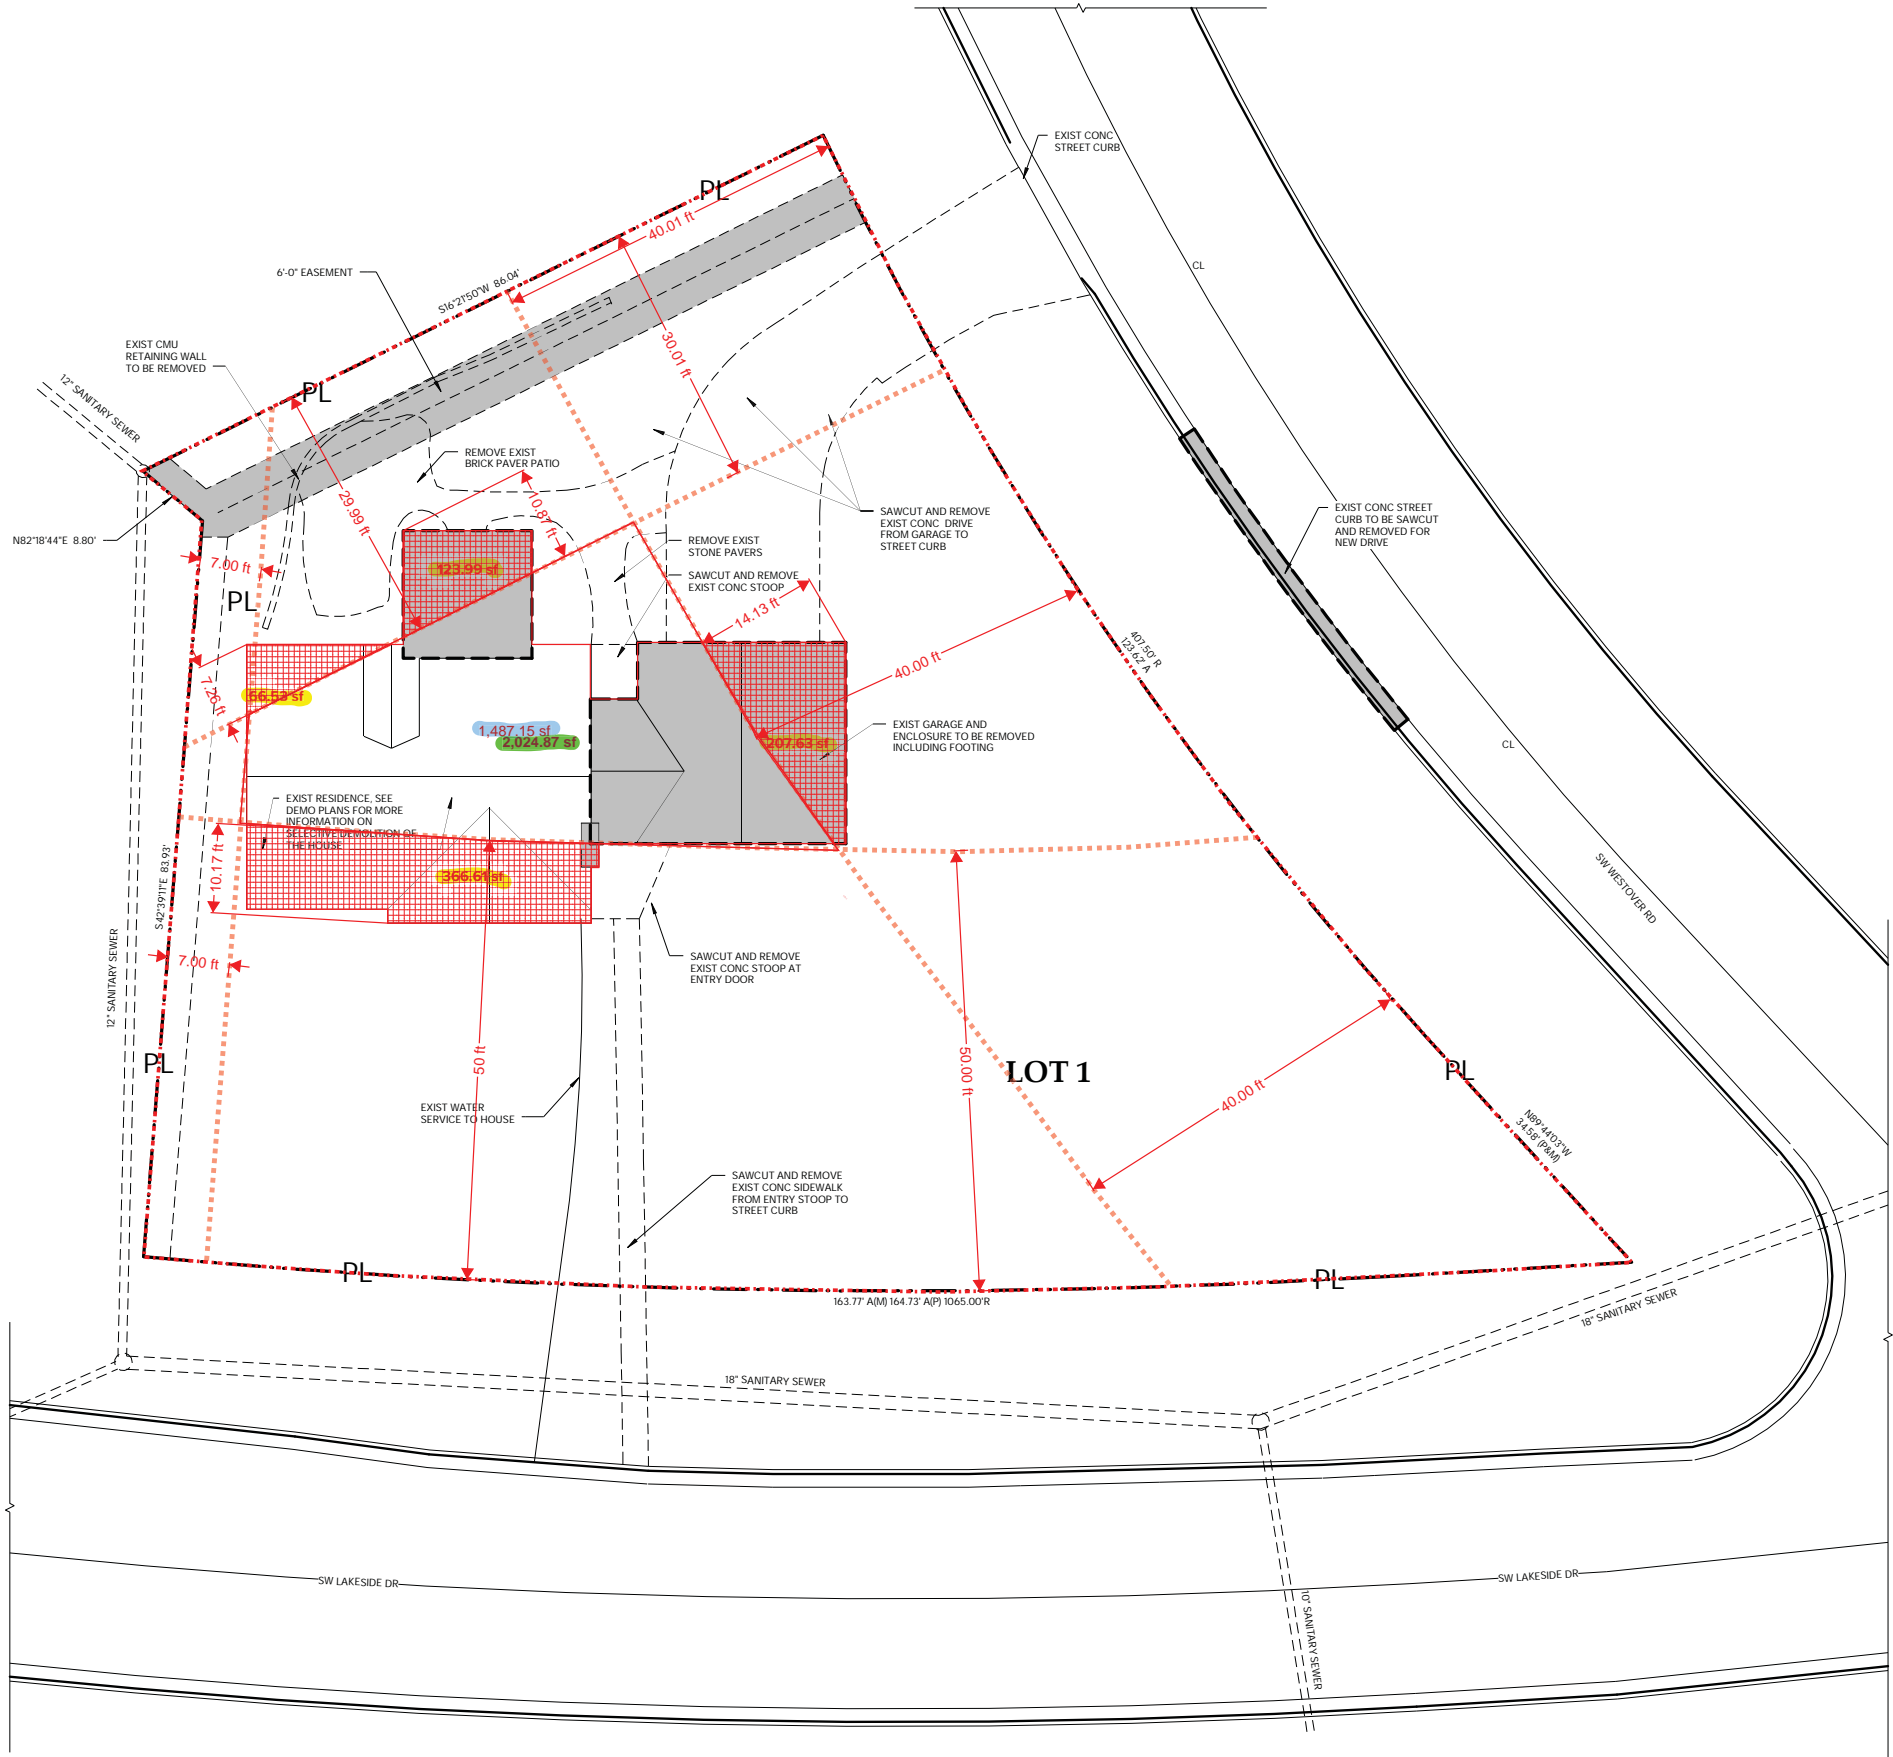 EXIST CONC
STREET CURB
PL
40.01 ft
CL
6'-0" EASEMENT
S16°21'50"W 86.04'
EXIST CMU
RETAINING WALL
TO BE REMOVED
30.01 ft
12" SANITARY SEWER
PL
REMOVE EXIST
BRICK PAVER PATIO
29.99 ft
10.87 ft
N82°18'44"E 8.80'
SAWCUT AND REMOVE
EXIST CONC DRIVE
FROM GARAGE TO
STREET CURB
EXIST CONC STREET
CURB TO BE SAWCUT
AND REMOVED FOR
NEW DRIVE
REMOVE EXIST
STONE PAVERS
7.00 ft
123.99 sf
SAWCUT AND REMOVE
EXIST CONC STOOP
PL
14.13 ft
407.50' R
123.62' A
40.00 ft
7.26 ft
66.53 sf
1,487.15 sf
2,024.87 sf
207.63 sf
EXIST GARAGE AND
ENCLOSURE TO BE REMOVED
INCLUDING FOOTING
CL
EXIST RESIDENCE, SEE
DEMO PLANS FOR MORE
INFORMATION ON
SELECTIVE DEMOLITION OF
THE HOUSE
10.17 ft
S42°39'11"E 83.93'
366.61 sf
SW WESTOVER RD
12" SANITARY SEWER
7.00 ft
SAWCUT AND REMOVE
EXIST CONC STOOP AT
ENTRY DOOR
PL
50 ft
50.00 ft
LOT 1
40.00 ft
PL
EXIST WATER
SERVICE TO HOUSE
N89°44'03"W
34.58' (P&M)
SAWCUT AND REMOVE
EXIST CONC SIDEWALK
FROM ENTRY STOOP TO
STREET CURB
PL
PL
163.77' A(M) 164.73' A(P) 1065.00'R
18" SANITARY SEWER
18" SANITARY SEWER
SW LAKESIDE DR
SW LAKESIDE DR
10" SANITARY SEWER